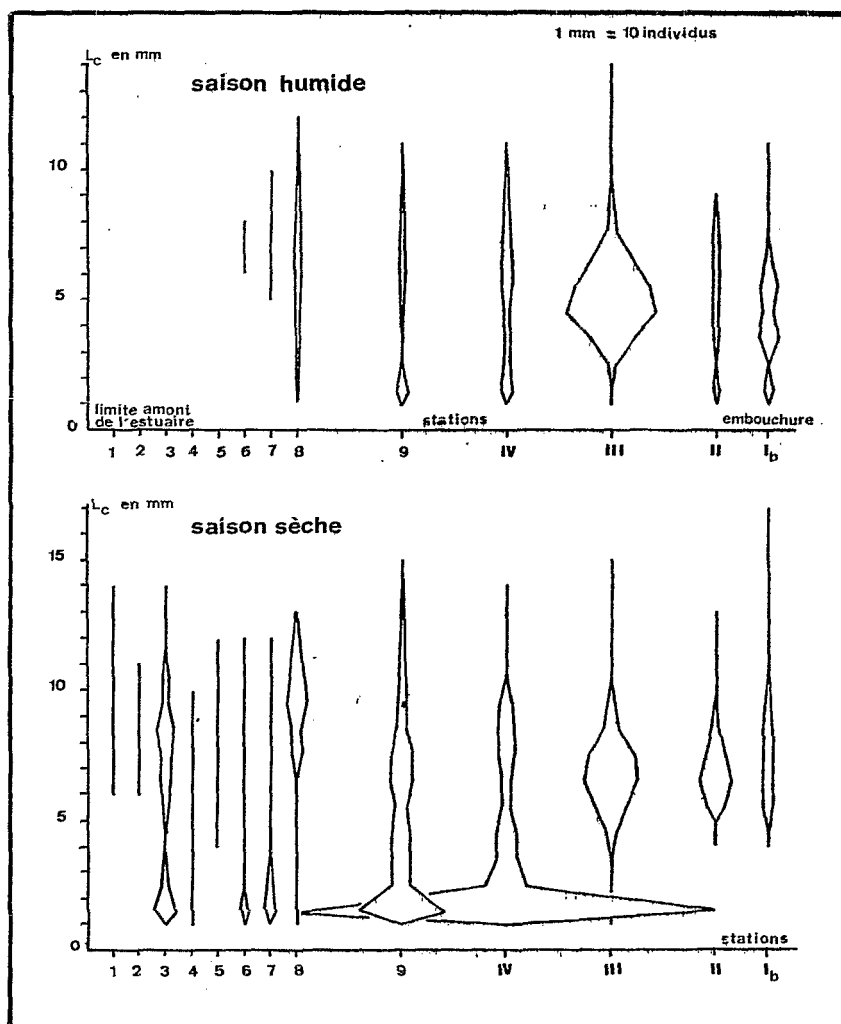 1 mm = 10 individus
Lc en mm
saison humide
10
5
limite amont
de l'estuaire
stations
embouchure
0
1 2 3 4 5 6 7 8 9 IV III II Ib
Lc en mm
saison sèche
15
10
5
0
stations
1 2 3 4 5 6 7 8 9 IV III II Ib